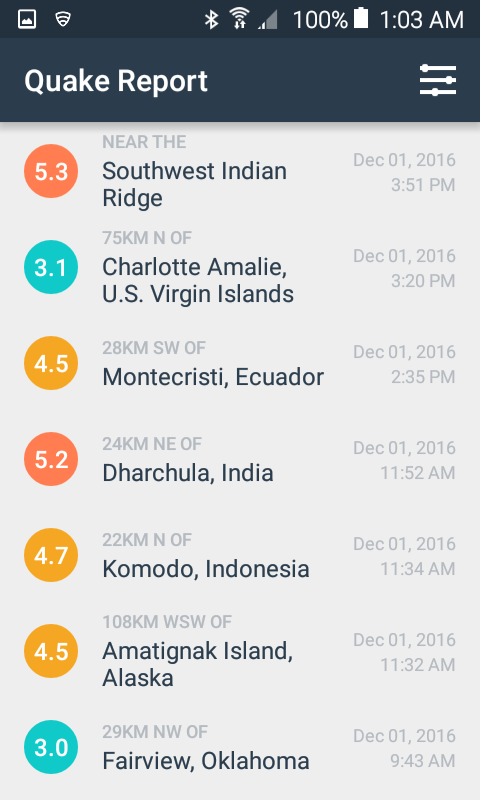 100% 1:03 AM
Quake Report
5.3
NEAR THE
Southwest Indian
Ridge
Dec 01, 2016
3:51 PM
3.1
75KM N OF
Charlotte Amalie,
U.S. Virgin Islands
Dec 01, 2016
3:20 PM
4.5
28KM SW OF
Montecristi, Ecuador
Dec 01, 2016
2:35 PM
5.2
24KM NE OF
Dharchula, India
Dec 01, 2016
11:52 AM
4.7
22KM N OF
Komodo, Indonesia
Dec 01, 2016
11:34 AM
4.5
108KM WSW OF
Amatignak Island,
Alaska
Dec 01, 2016
11:32 AM
3.0
29KM NW OF
Fairview, Oklahoma
Dec 01, 2016
9:43 AM